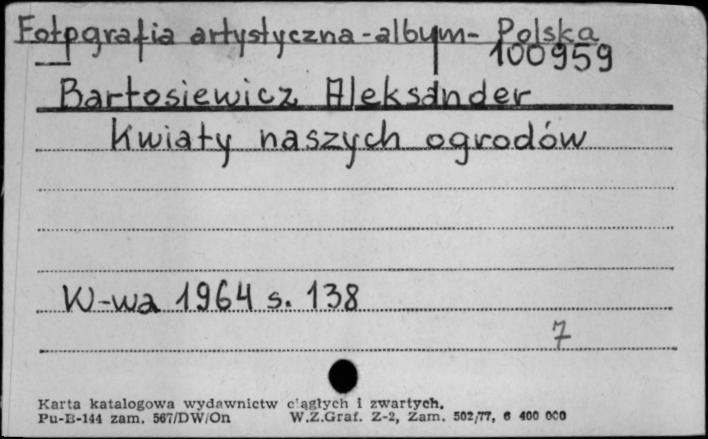 Fotografia artystyczna - album - Polska
100959
Bartosiewicz Aleksander
Kwiaty naszych ogrodów
W-wa 1964 s. 138
7
Karta katalogowa wydawnictw ciągłych i zwartych.
Pu-B-144 zam. 567/DW/On W.Z.Graf. Z-2, Zam. 502/77, 6 400 000